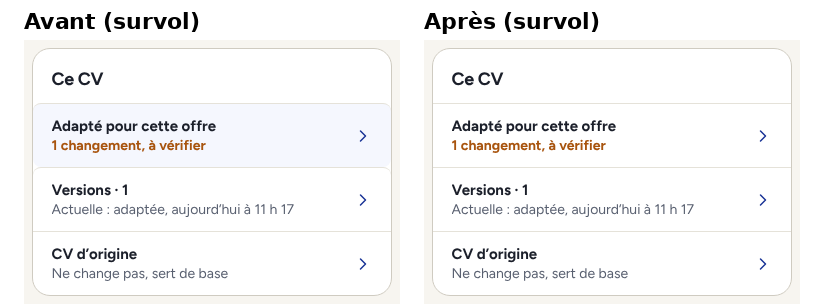 Avant (survol)
Ce CV
Adapté pour cette offre
1 changement, à vérifier
Versions · 1
Actuelle : adaptée, aujourd’hui à 11 h 17
CV d’origine
Ne change pas, sert de base
Après (survol)
Ce CV
Adapté pour cette offre
1 changement, à vérifier
Versions · 1
Actuelle : adaptée, aujourd’hui à 11 h 17
CV d’origine
Ne change pas, sert de base